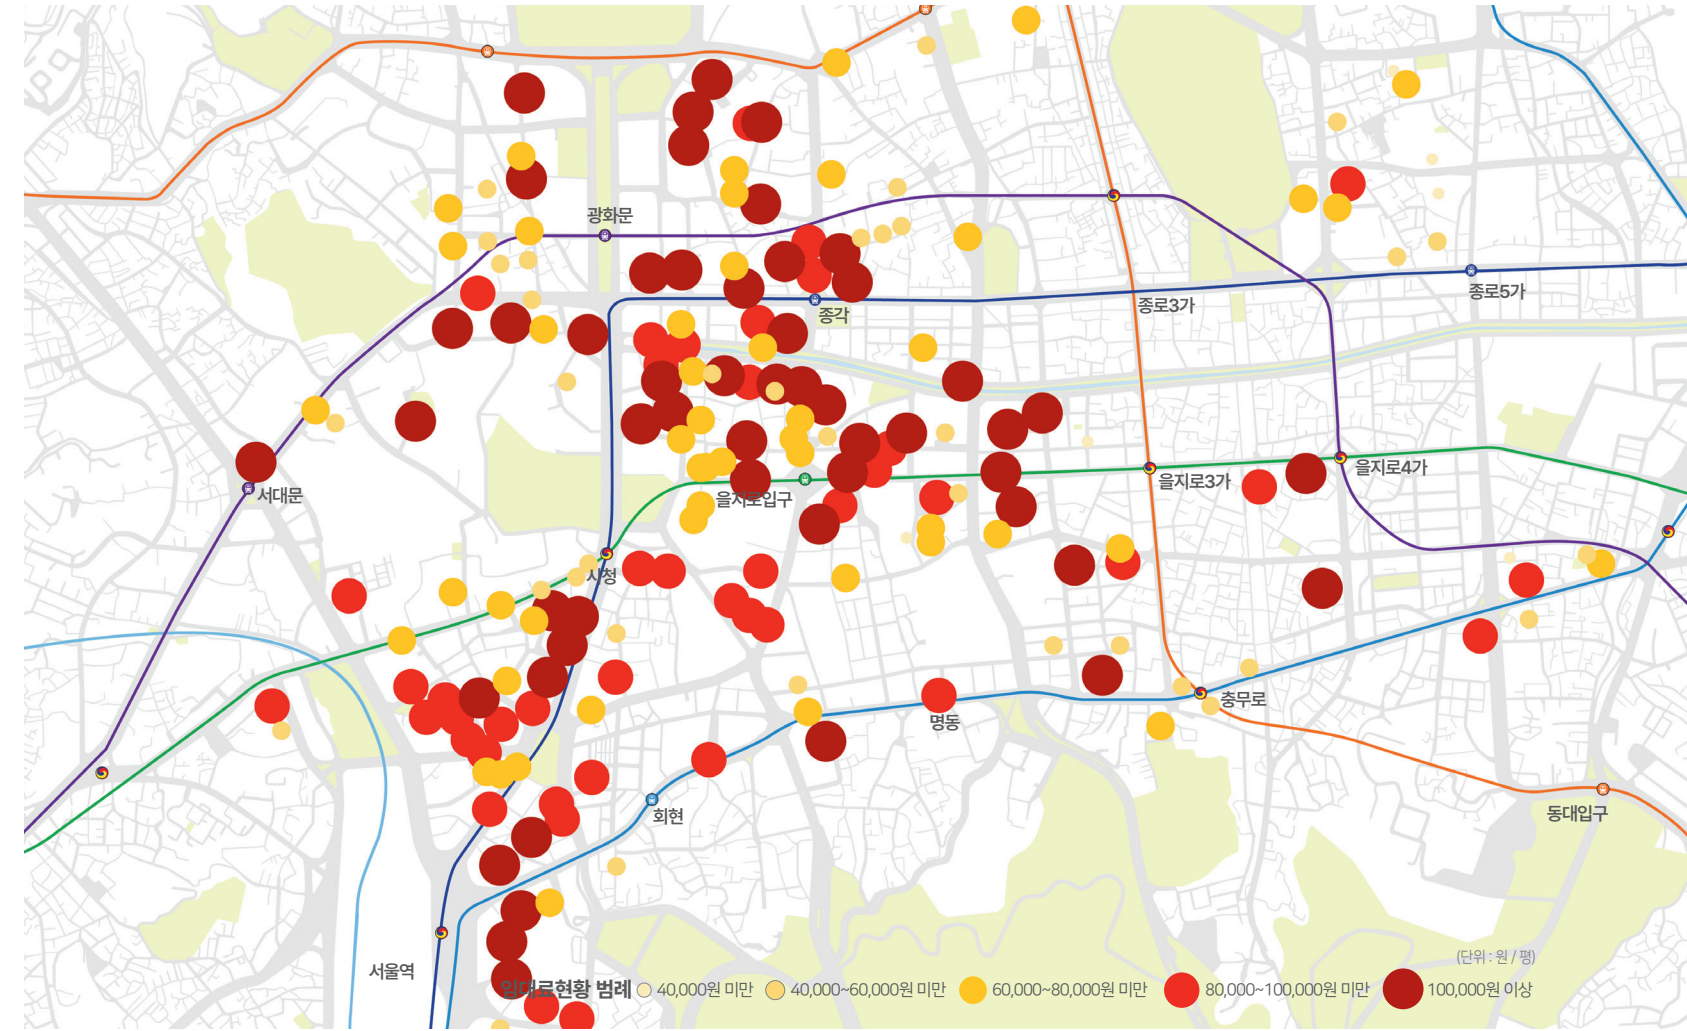 광화문
종각
종로3가
종로5가
서대문
을지로입구
을지로3가
을지로4가
시청
명동
충무로
회현
동대입구
서울역
(단위 : 원 / 평)
임대료현황 범례 40,000원 미만 40,000~60,000원 미만 60,000~80,000원 미만 80,000~100,000원 미만 100,000원 이상